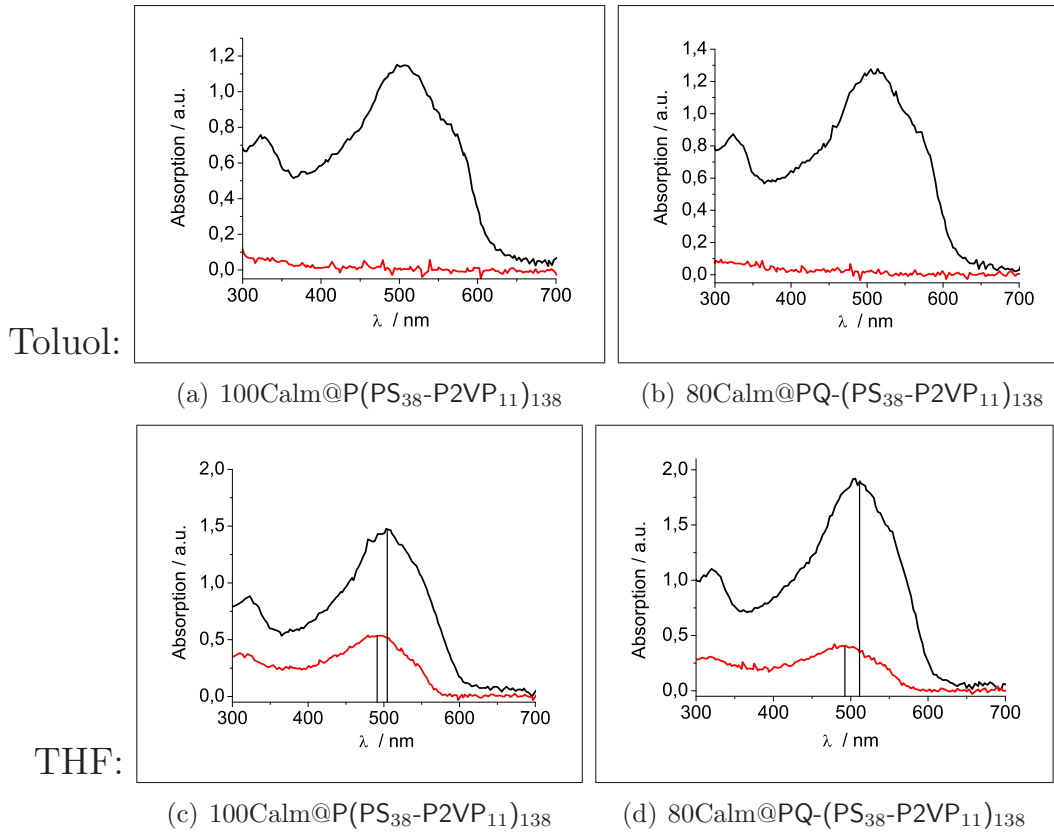 1,2
1,0
0,8
0,6
0,4
0,2
0,0
Absorption / a.u.
300 400 500 600 700
λ / nm
1,4
1,2
1,0
0,8
0,6
0,4
0,2
0,0
Absorption / a.u.
300 400 500 600 700
λ / nm
Toluol:
(a) 100Calm@P(PS₃₈-P2VP₁₁)₁₃₈
(b) 80Calm@PQ-(PS₃₈-P2VP₁₁)₁₃₈
2,0
1,5
1,0
0,5
0,0
Absorption / a.u.
300 400 500 600 700
λ / nm
2,0
1,5
1,0
0,5
0,0
Absorption / a.u.
300 400 500 600 700
λ / nm
THF:
(c) 100Calm@P(PS₃₈-P2VP₁₁)₁₃₈
(d) 80Calm@PQ-(PS₃₈-P2VP₁₁)₁₃₈